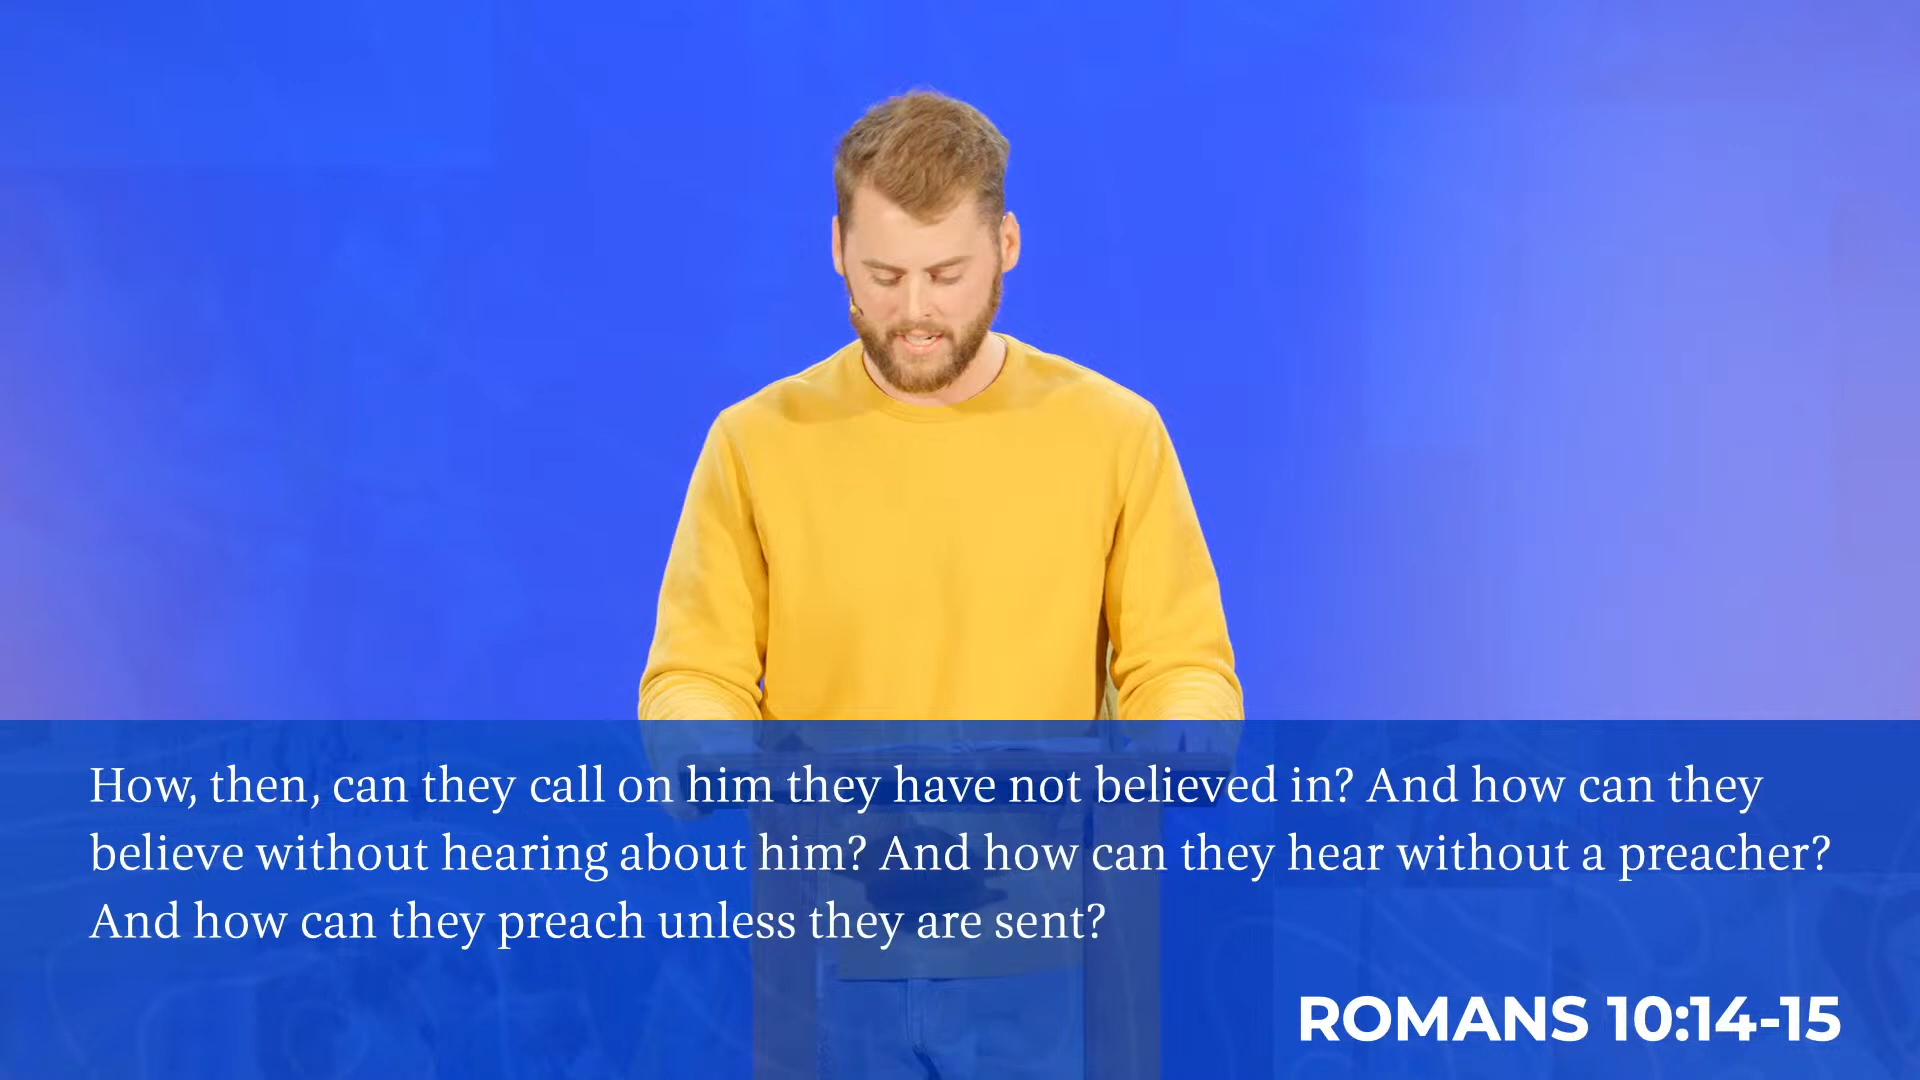 How, then, can they call on him they have not believed in? And how can they
believe without hearing about him? And how can they hear without a preacher?
And how can they preach unless they are sent?
ROMANS 10:14-15